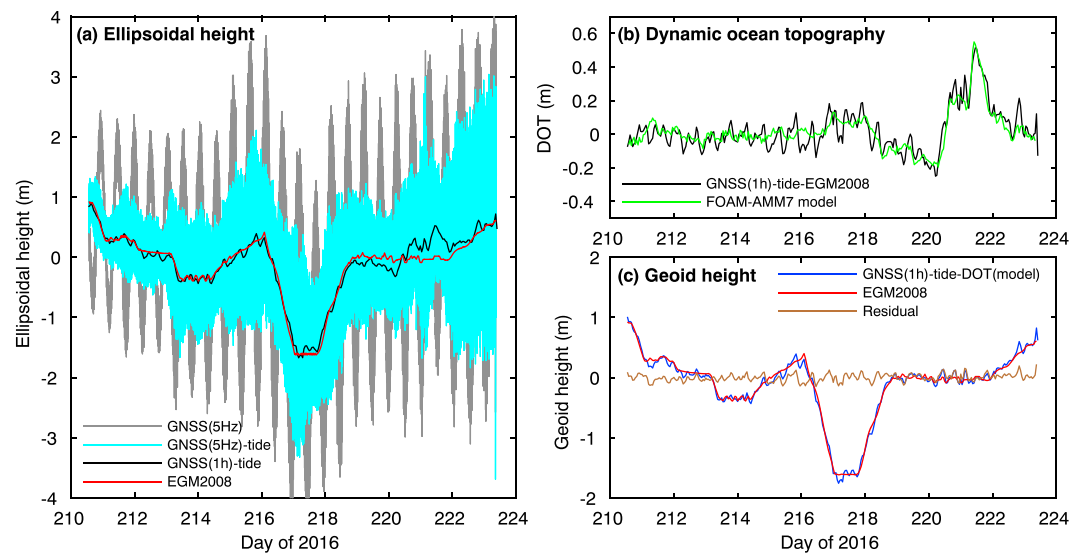 (a) Ellipsoidal height
4
3
2
1
0
-1
-2
-3
-4
Ellipsoidal height (m)
GNSS(5Hz)
GNSS(5Hz)-tide
GNSS(1h)-tide
EGM2008
210 212 214 216 218 220 222 224
Day of 2016
(b) Dynamic ocean topography
0.6
0.4
0.2
0
-0.2
-0.4
DOT (m)
GNSS(1h)-tide-EGM2008
FOAM-AMM7 model
210 212 214 216 218 220 222 224
(c) Geoid height
2
1
0
-1
-2
Geoid height (m)
GNSS(1h)-tide-DOT(model)
EGM2008
Residual
210 212 214 216 218 220 222 224
Day of 2016